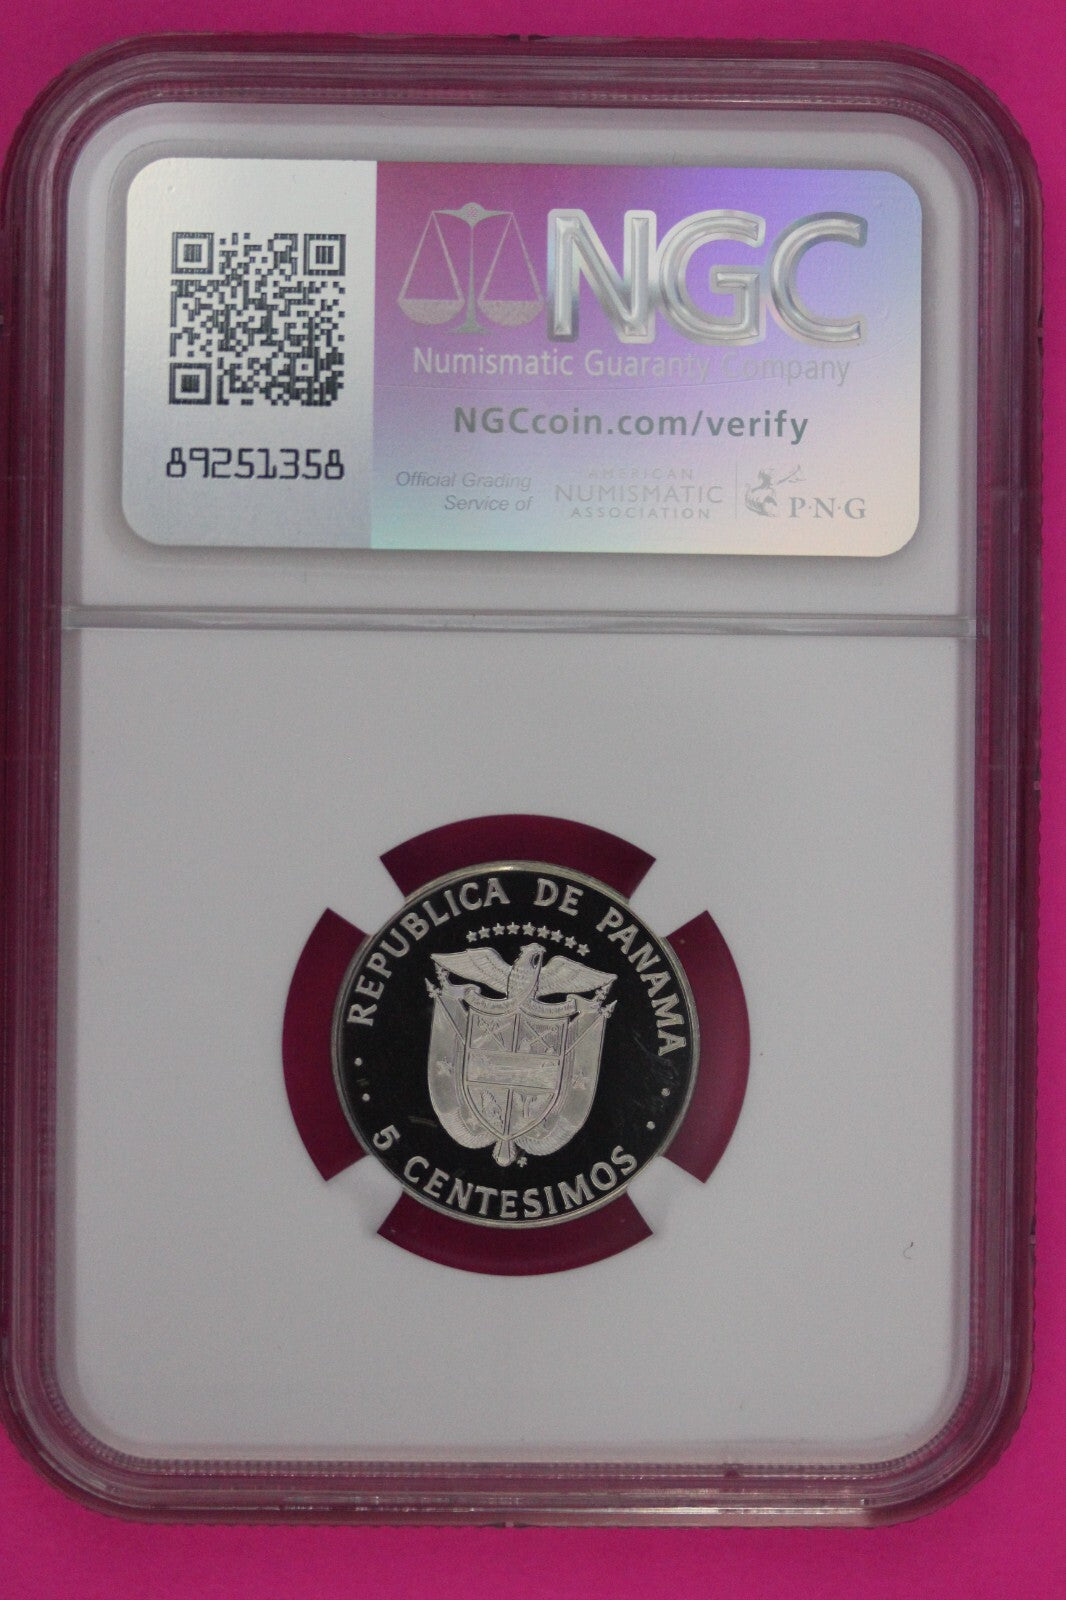 NGC
Numismatic Guaranty Company
NGCcoin.com/verify
89251358
Official Grading
Service of
AMERICAN
NUMISMATIC
ASSOCIATION
P·N·G
REPUBLICA DE PANAMA
5 CENTESIMOS